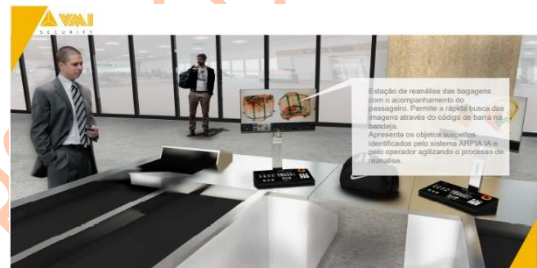 VMI
SECURITY
Estação de reanálise das bagagens
com o acompanhamento do
passageiro. Permite a rápida busca das
imagens através do código de barra na
bandeja.
Apresenta os objetos suspeitos
identificados pelo sistema ARPIA IA e
pelo operador agilizando o processo de
reanálise.